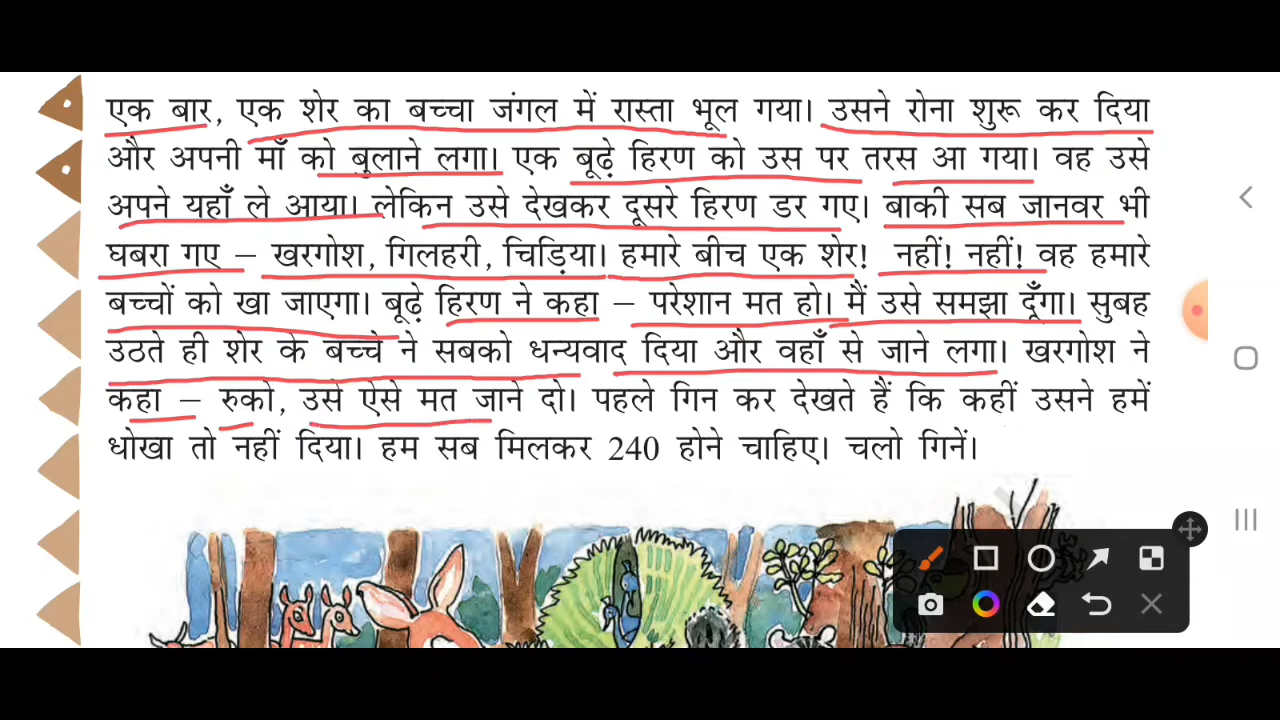 एक बार, एक शेर का बच्चा जंगल में रास्ता भूल गया। उसने रोना शुरू कर दिया
और अपनी माँ को बुलाने लगा। एक बूढ़े हिरण को उस पर तरस आ गया। वह उसे
अपने यहाँ ले आया। लेकिन उसे देखकर दूसरे हिरण डर गए। बाकी सब जानवर भी
घबरा गए – खरगोश, गिलहरी, चिड़िया। हमारे बीच एक शेर! नहीं! नहीं! वह हमारे
बच्चों को खा जाएगा। बूढ़े हिरण ने कहा – परेशान मत हो। मैं उसे समझा दूँगा। सुबह
उठते ही शेर के बच्चे ने सबको धन्यवाद दिया और वहाँ से जाने लगा। खरगोश ने
कहा – रुको, उसे ऐसे मत जाने दो। पहले गिन कर देखते हैं कि कहीं उसने हमें
धोखा तो नहीं दिया। हम सब मिलकर 240 होने चाहिए। चलो गिनें।